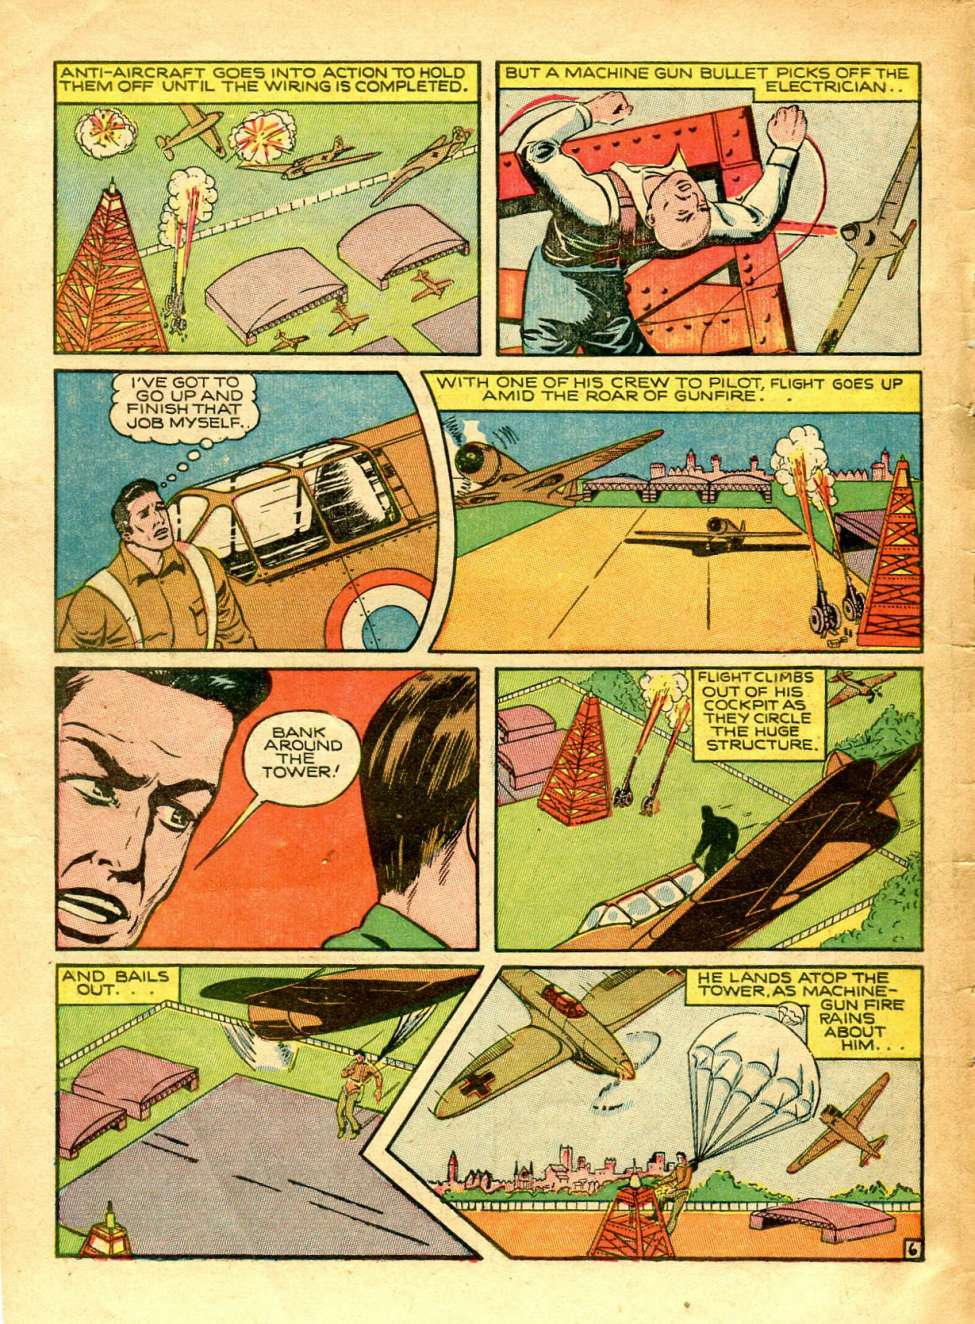 ANTI-AIRCRAFT GOES INTO ACTION TO HOLD
THEM OFF UNTIL THE WIRING IS COMPLETED.
BUT A MACHINE GUN BULLET PICKS OFF THE
ELECTRICIAN..
I'VE GOT TO
GO UP AND
FINISH THAT
JOB MYSELF..
WITH ONE OF HIS CREW TO PILOT, FLIGHT GOES UP
AMID THE ROAR OF GUNFIRE. . .
BANK
AROUND
THE
TOWER!
FLIGHT CLIMBS
OUT OF HIS
COCKPIT AS
THEY CIRCLE
THE HUGE
STRUCTURE.
AND BAILS
OUT. . .
HE LANDS ATOP THE
TOWER, AS MACHINE-
GUN FIRE
RAINS
ABOUT
HIM. . .
6